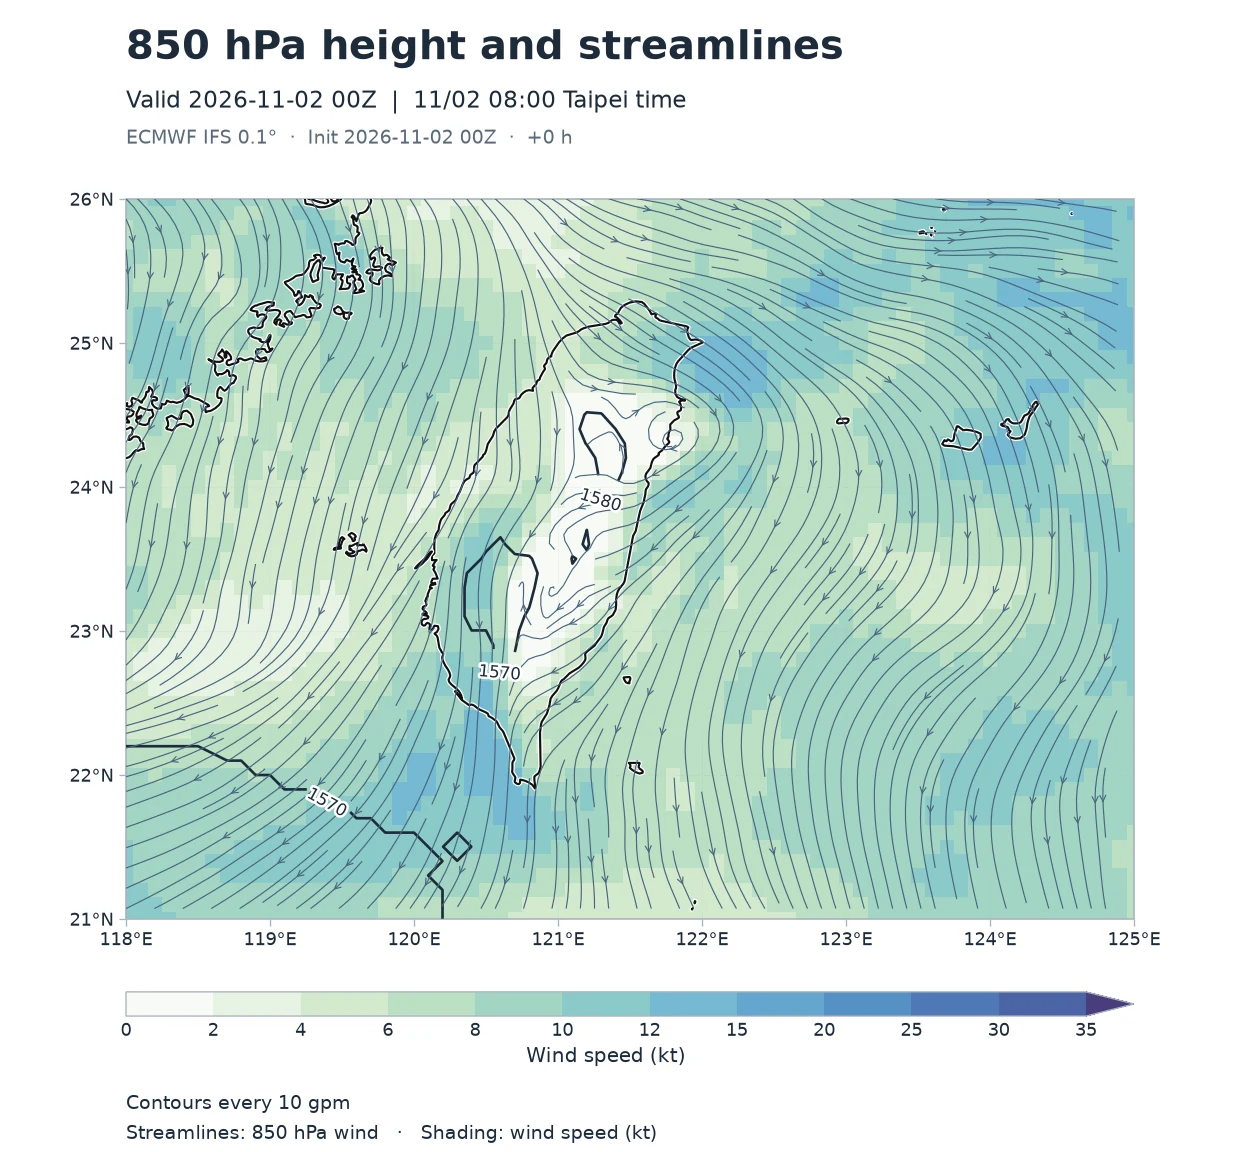 850 hPa height and streamlines
Valid 2026-11-02 00Z | 11/02 08:00 Taipei time
ECMWF IFS 0.1° · Init 2026-11-02 00Z · +0 h
26°N
25°N
24°N
23°N
22°N
21°N
1580
1570
1570
118°E 119°E 120°E 121°E 122°E 123°E 124°E 125°E
0 2 4 6 8 10 12 15 20 25 30 35
Wind speed (kt)
Contours every 10 gpm
Streamlines: 850 hPa wind · Shading: wind speed (kt)